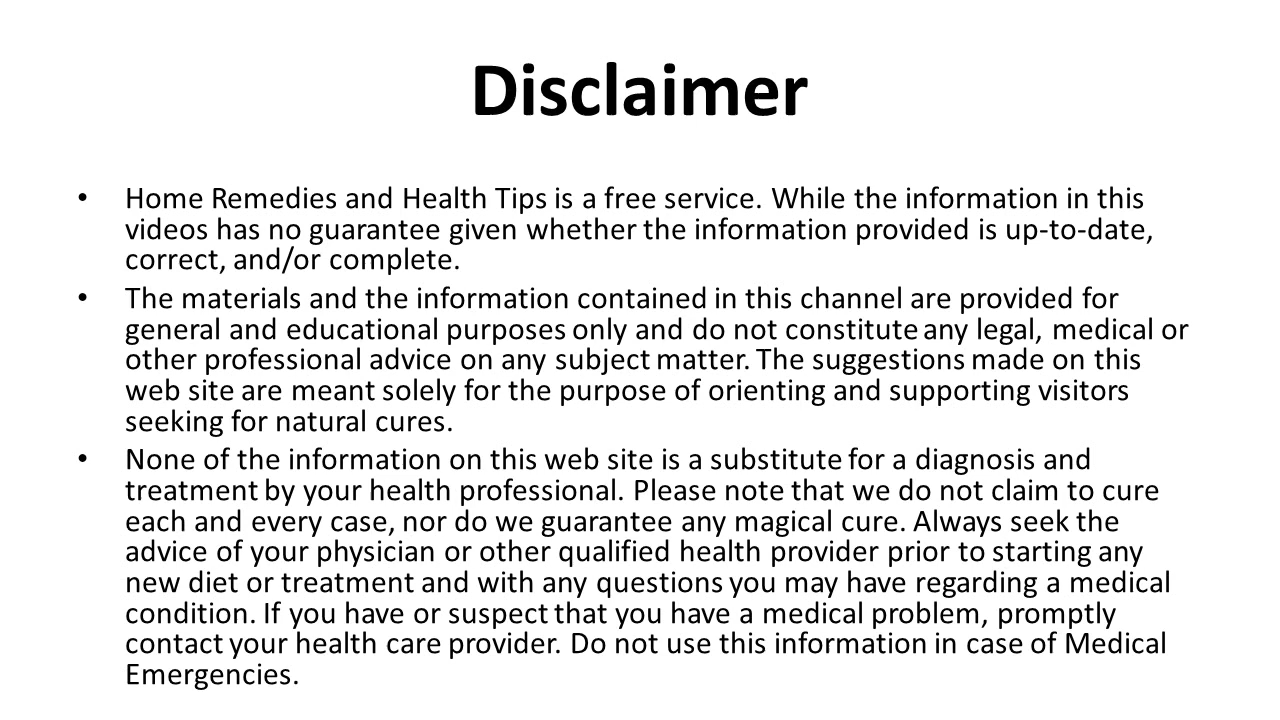 Disclaimer
• Home Remedies and Health Tips is a free service. While the information in this
videos has no guarantee given whether the information provided is up-to-date,
correct, and/or complete.
• The materials and the information contained in this channel are provided for
general and educational purposes only and do not constitute any legal, medical or
other professional advice on any subject matter. The suggestions made on this
web site are meant solely for the purpose of orienting and supporting visitors
seeking for natural cures.
• None of the information on this web site is a substitute for a diagnosis and
treatment by your health professional. Please note that we do not claim to cure
each and every case, nor do we guarantee any magical cure. Always seek the
advice of your physician or other qualified health provider prior to starting any
new diet or treatment and with any questions you may have regarding a medical
condition. If you have or suspect that you have a medical problem, promptly
contact your health care provider. Do not use this information in case of Medical
Emergencies.